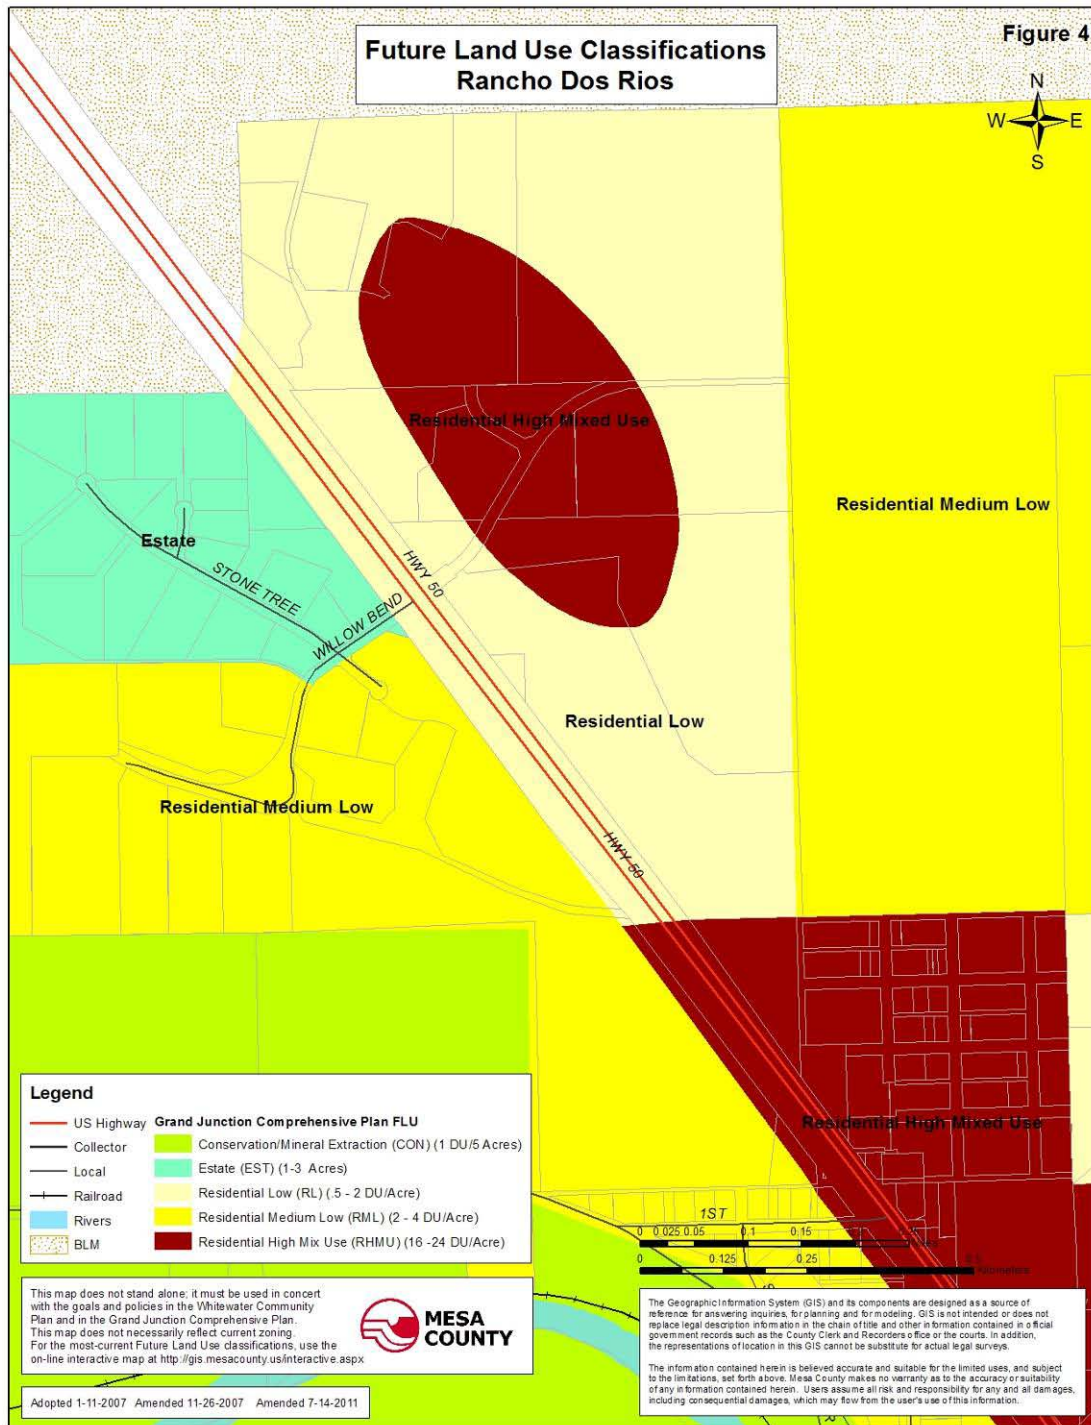 Future Land Use Classifications
Rancho Dos Rios
Figure 4
N
W E
S
Residential High Mixed Use
Residential Medium Low
Estate
STONE TREE
HWY 50
WILLOW BEND
Residential Low
Residential Medium Low
HWY 50
Residential High Mixed Use
1ST
0 0.025 0.05 0.1 0.15
0 0.125 0.25
Kilometers
Legend
US Highway
Collector
Local
Railroad
Rivers
BLM
Grand Junction Comprehensive Plan FLU
Conservation/Mineral Extraction (CON) (1 DU/5 Acres)
Estate (EST) (1-3 Acres)
Residential Low (RL) (.5 - 2 DU/Acre)
Residential Medium Low (RML) (2 - 4 DU/Acre)
Residential High Mix Use (RHMU) (16 -24 DU/Acre)
This map does not stand alone; it must be used in concert
with the goals and policies in the Whitewater Community
Plan and in the Grand Junction Comprehensive Plan.
This map does not necessarily reflect current zoning.
For the most-current Future Land Use classifications, use the
on-line interactive map at http://gis.mesacounty.us/interactive.aspx
MESA
COUNTY
Adopted 1-11-2007 Amended 11-26-2007 Amended 7-14-2011
The Geographic Information System (GIS) and its components are designed as a source of
reference for answering inquiries, for planning and for modeling. GIS is not intended or does not
replace legal description information in the chain of title and other information contained in official
government records such as the County Clerk and Recorders office or the courts. In addition,
the representations of location in this GIS cannot be substitute for actual legal surveys.
The information contained herein is believed accurate and suitable for the limited uses, and subject
to the limitations, set forth above. Mesa County makes no warranty as to the accuracy or suitability
of any information contained herein. Users assume all risk and responsibility for any and all damages,
including consequential damages, which may flow from the user's use of this information.